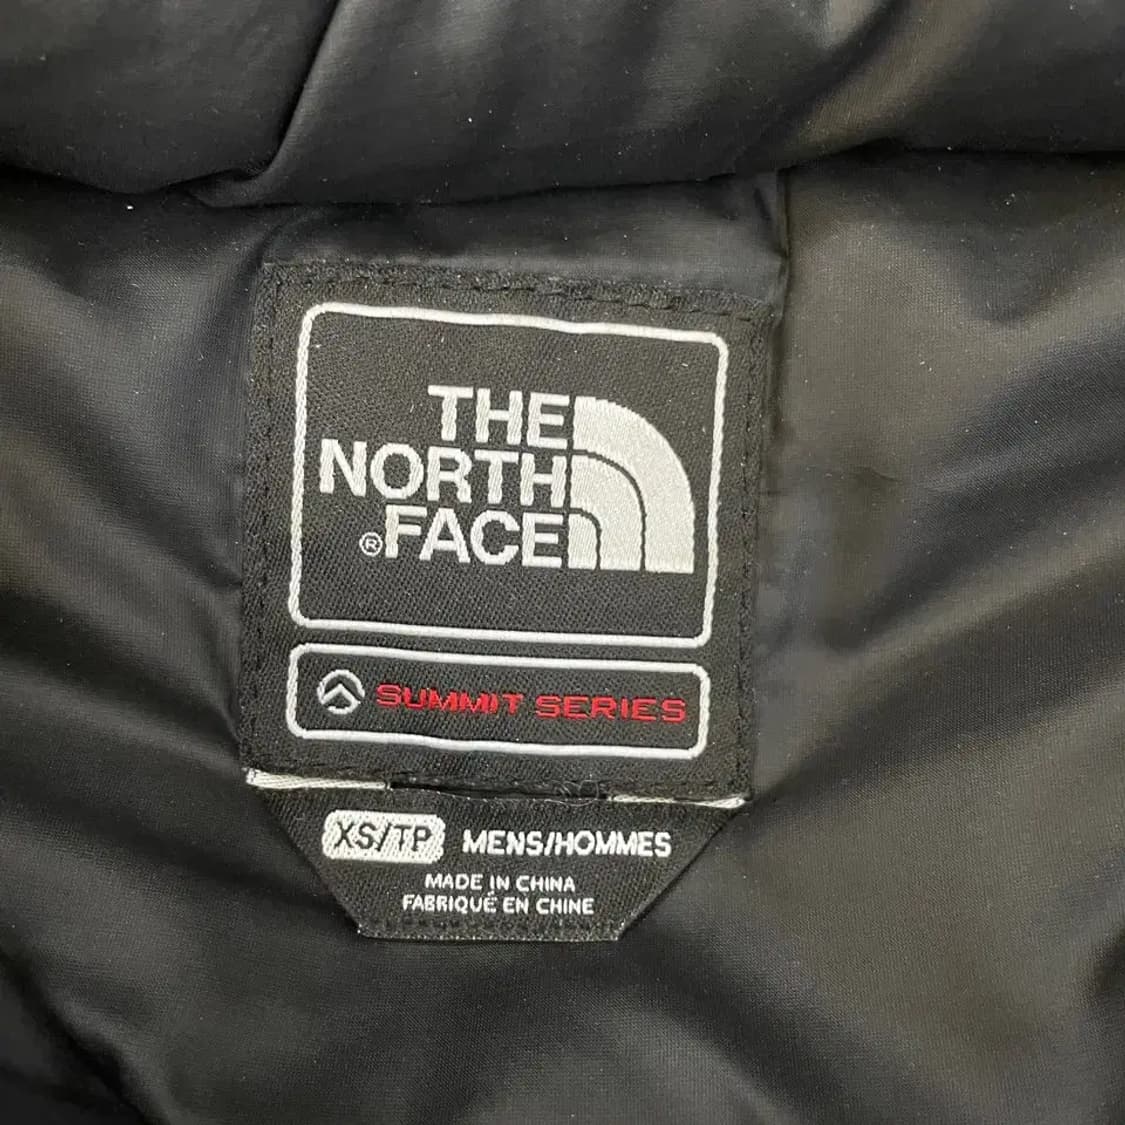 THE
NORTH
®FACE
SUMMIT SERIES
XS/TP MENS/HOMMES
MADE IN CHINA
FABRIQUÉ EN CHINE